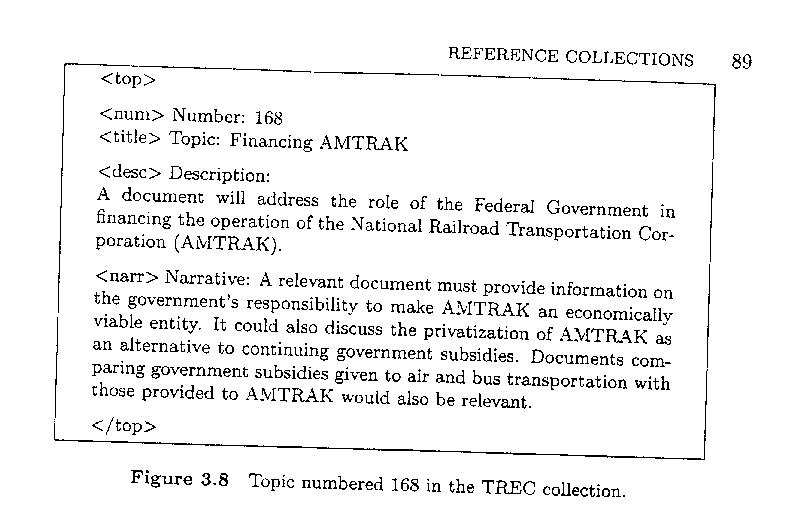 REFERENCE COLLECTIONS 89
<top>
<num> Number: 168
<title> Topic: Financing AMTRAK
<desc> Description:
A document will address the role of the Federal Government in
financing the operation of the National Railroad Transportation Cor-
poration (AMTRAK).
<narr> Narrative: A relevant document must provide information on
the government's responsibility to make AMTRAK an economically
viable entity. It could also discuss the privatization of AMTRAK as
an alternative to continuing government subsidies. Documents com-
paring government subsidies given to air and bus transportation with
those provided to AMTRAK would also be relevant.
</top>
Figure 3.8 Topic numbered 168 in the TREC collection.